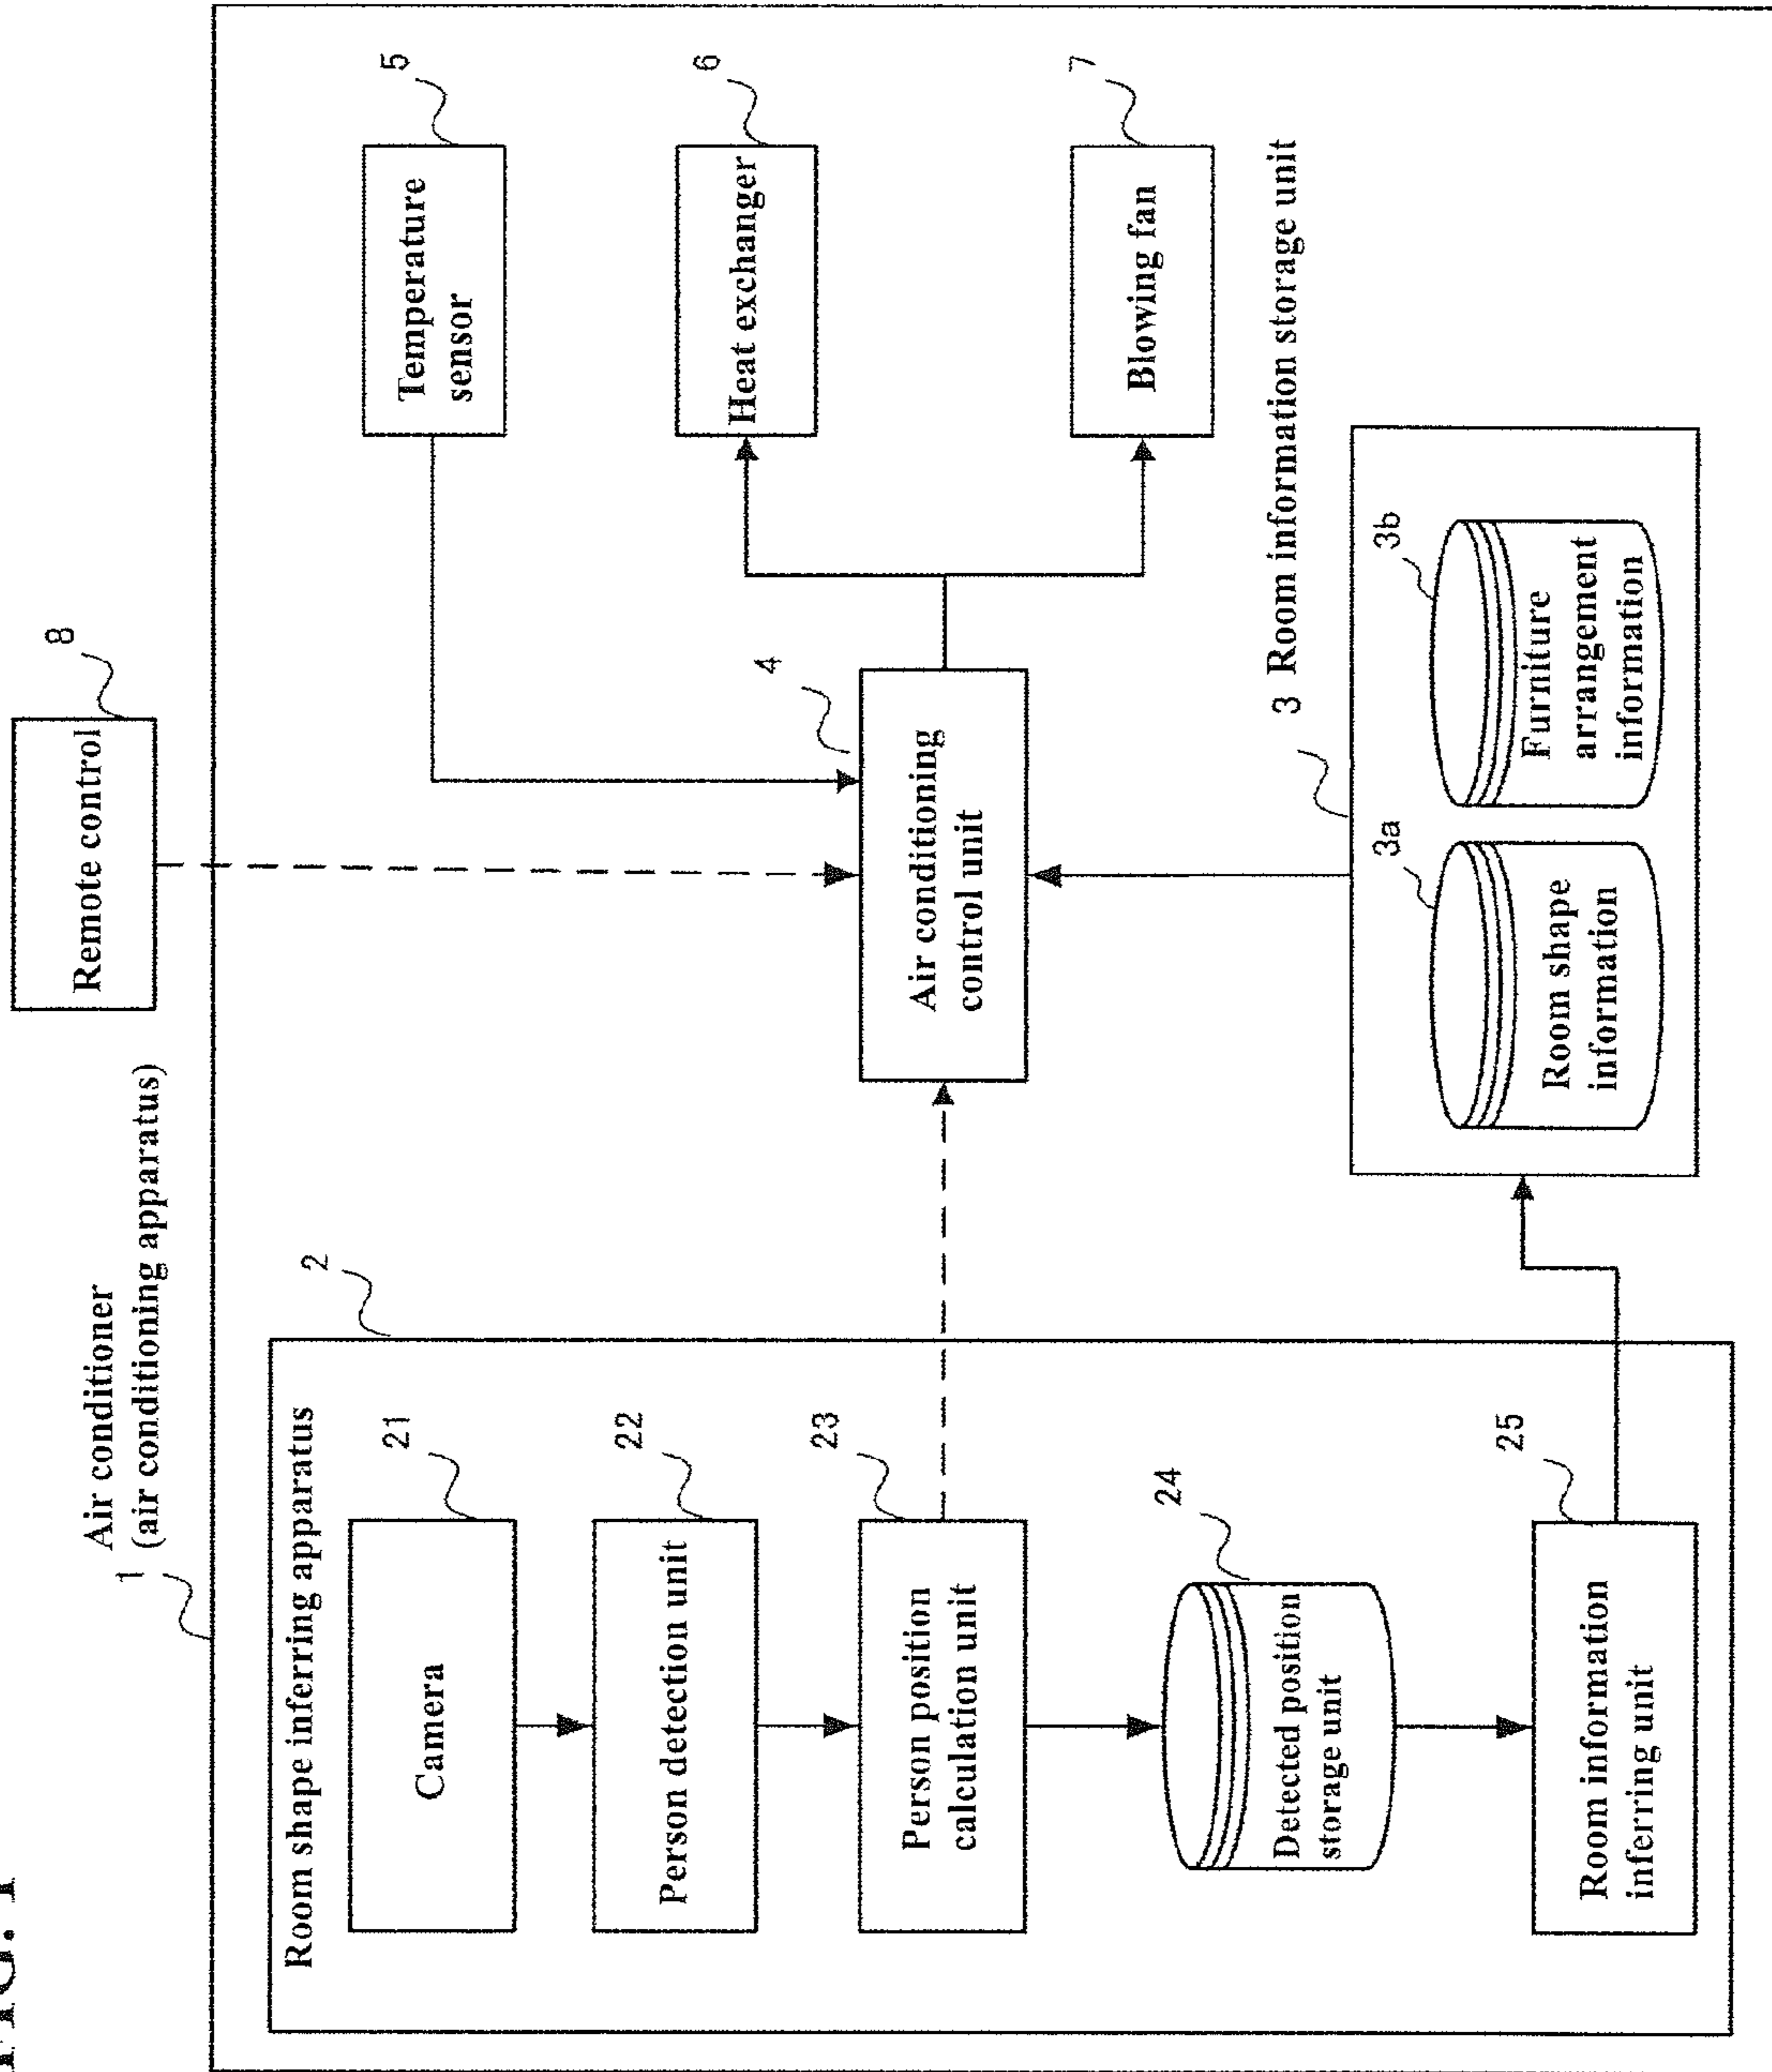 FIG. 1
1
Air conditioner
(air conditioning apparatus)
Remote control
8
Room shape inferring apparatus
2
Camera
21
Person detection unit
22
Person position
calculation unit
23
Detected position
storage unit
24
Room information
inferring unit
25
Air conditioning
control unit
4
Temperature
sensor
5
Heat exchanger
6
Blowing fan
7
3 Room information storage unit
Room shape
information
3a
Furniture
arrangement
information
3b